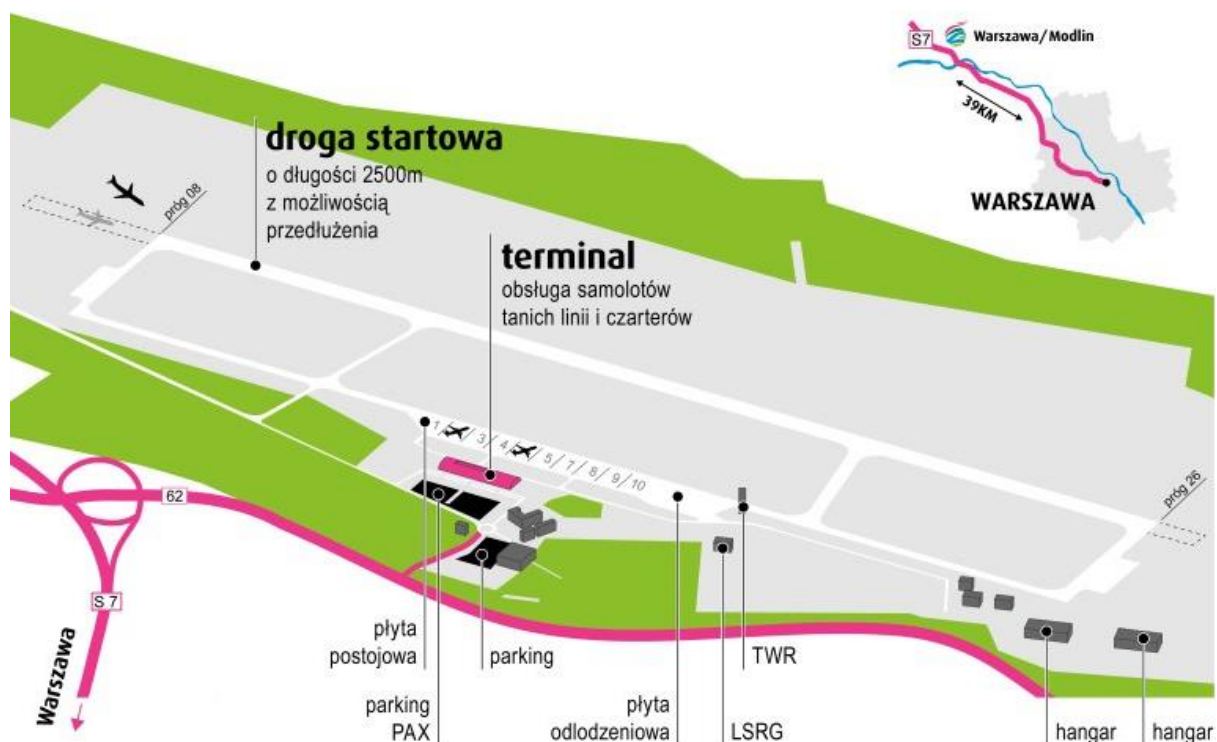 S7
Warszawa/Modlin
39KM
WARSZAWA
droga startowa
o długości 2500m
z możliwością
przedłużenia
próg 08
terminal
obsługa samolotów
tanich linii i czarterów
1/ /3/ 4/ /5/ 7/ 8/ 9/10
próg 26
62
S 7
Warszawa
płyta
postojowa
parking
TWR
parking
PAX
płyta
odlodzeniowa
LSRG
hangar
hangar